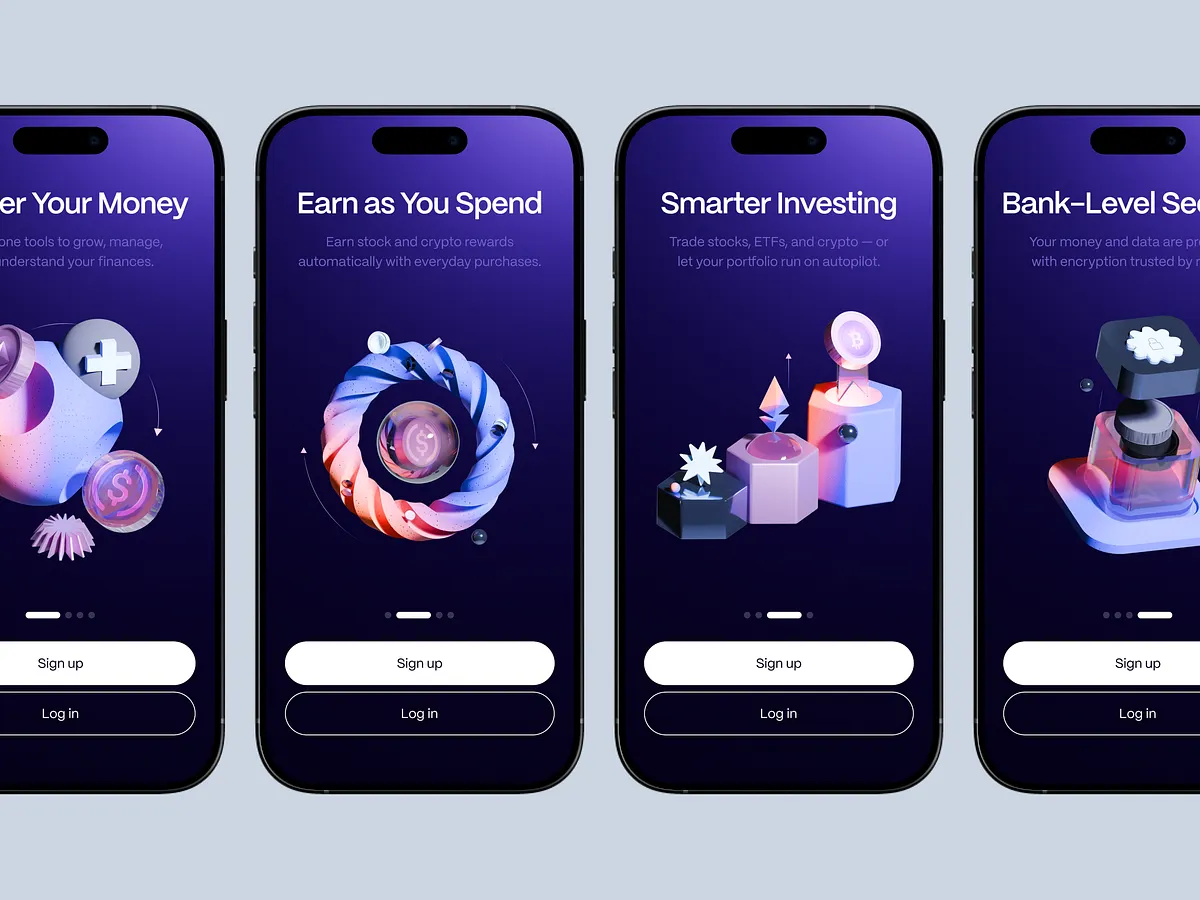 er Your Money
one tools to grow, manage,
understand your finances.
Sign up
Log in
Earn as You Spend
Earn stock and crypto rewards
automatically with everyday purchases.
Sign up
Log in
Smarter Investing
Trade stocks, ETFs, and crypto — or
let your portfolio run on autopilot.
Sign up
Log in
Bank-Level Sec
Your money and data are pr
with encryption trusted by
Sign up
Log in